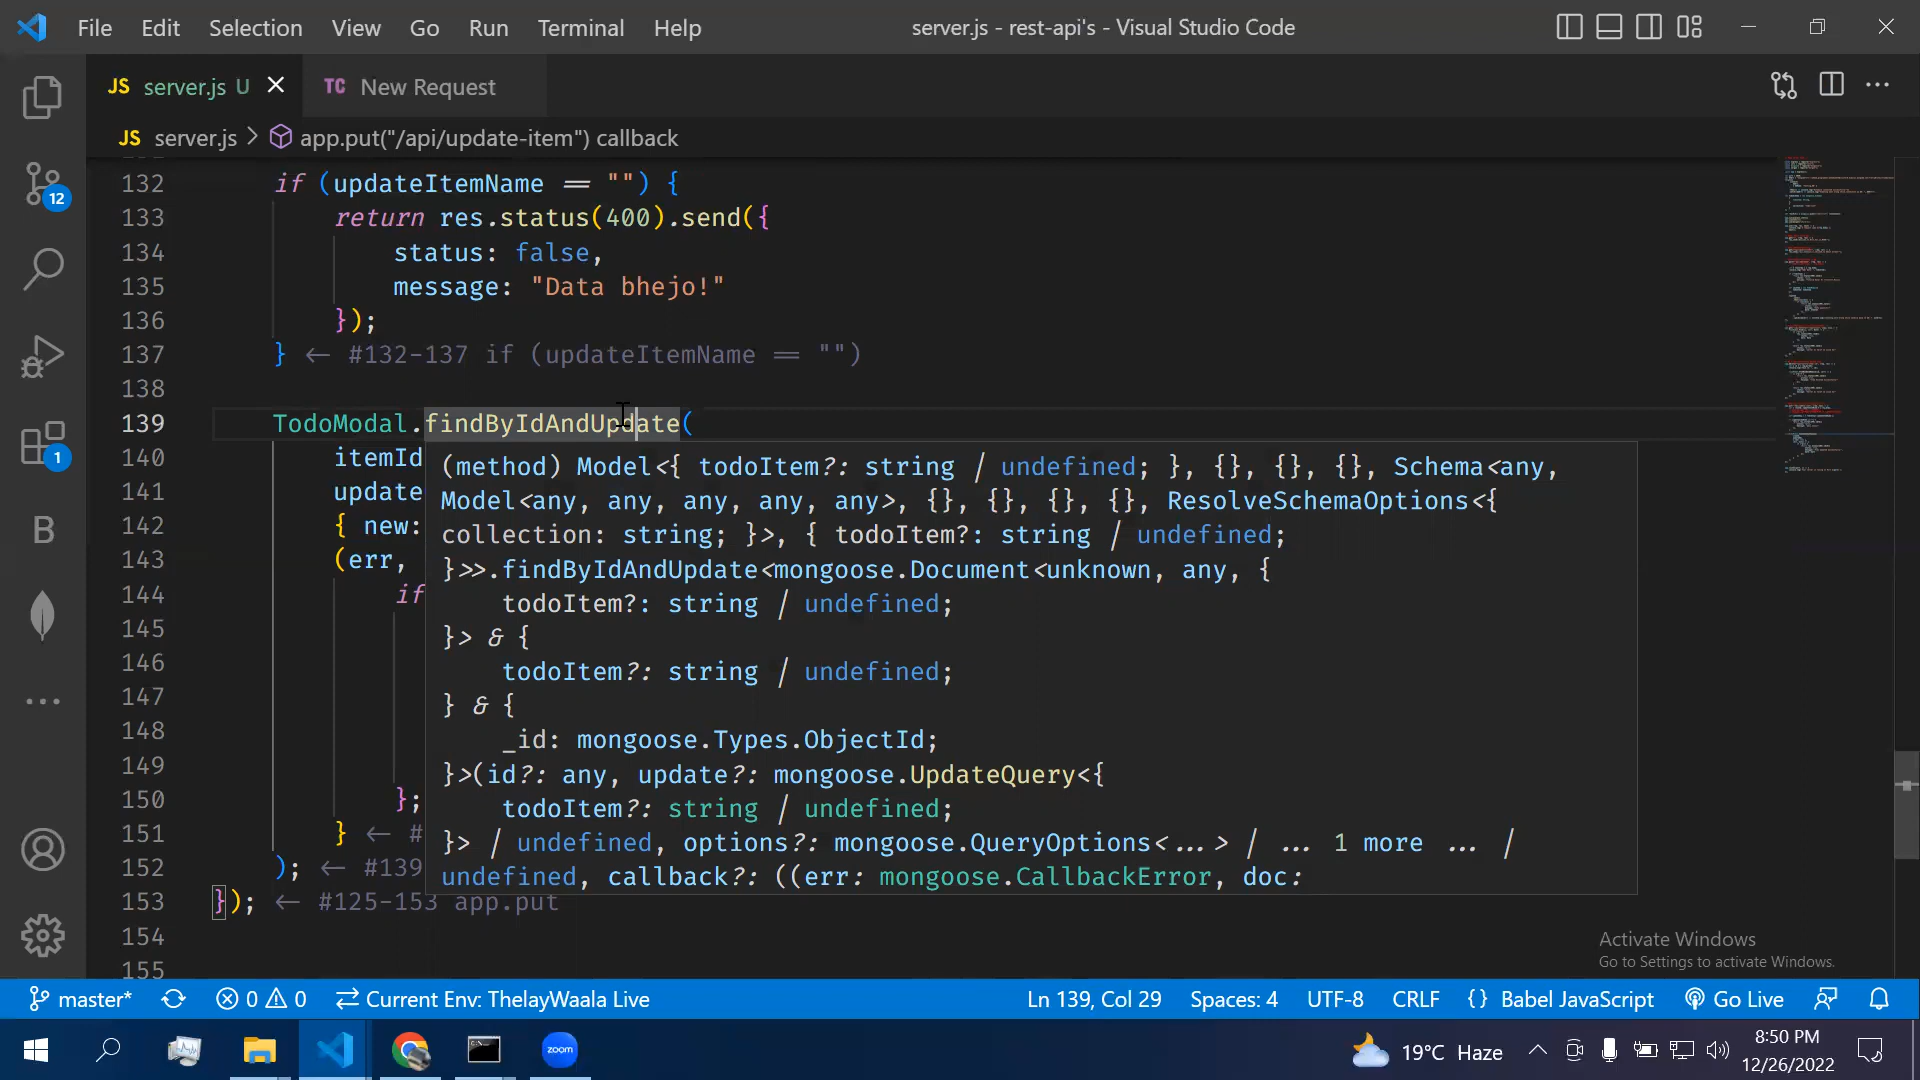 File Edit Selection View Go Run Terminal Help server.js - rest-api's - Visual Studio Code
JS server.js U TC New Request
JS server.js > app.put("/api/update-item") callback
132 if (updateItemName == "") {
133 return res.status(400).send({
134 status: false,
135 message: "Data bhejo!"
136 });
137 } ← #132-137 if (updateItemName == "")
138
139 TodoModal.findByIdAndUpdate(
140 itemId
141 update
142 { new:
143 (err,
144 if
145
146
147
148
149
150 };
151 } ← #
152 ); ← #139
153 }); ← #125-153 app.put
154
155
(method) Model<{ todoItem?: string | undefined; }, {}, {}, {}, Schema<any,
Model<any, any, any, any, any>, {}, {}, {}, {}, ResolveSchemaOptions<{
collection: string; }>, { todoItem?: string | undefined;
}>>.findByIdAndUpdate<mongoose.Document<unknown, any, {
todoItem?: string | undefined;
}> & {
todoItem?: string | undefined;
} & {
_id: mongoose.Types.ObjectId;
}>(id?: any, update?: mongoose.UpdateQuery<{
todoItem?: string | undefined;
}> | undefined, options?: mongoose.QueryOptions<...> | ... 1 more ... |
undefined, callback?: ((err: mongoose.CallbackError, doc:
12
1
B
Activate Windows
Go to Settings to activate Windows.
master* 0 0 Current Env: ThelayWaala Live Ln 139, Col 29 Spaces: 4 UTF-8 CRLF {} Babel JavaScript Go Live
zoom 19°C Haze 8:50 PM
12/26/2022